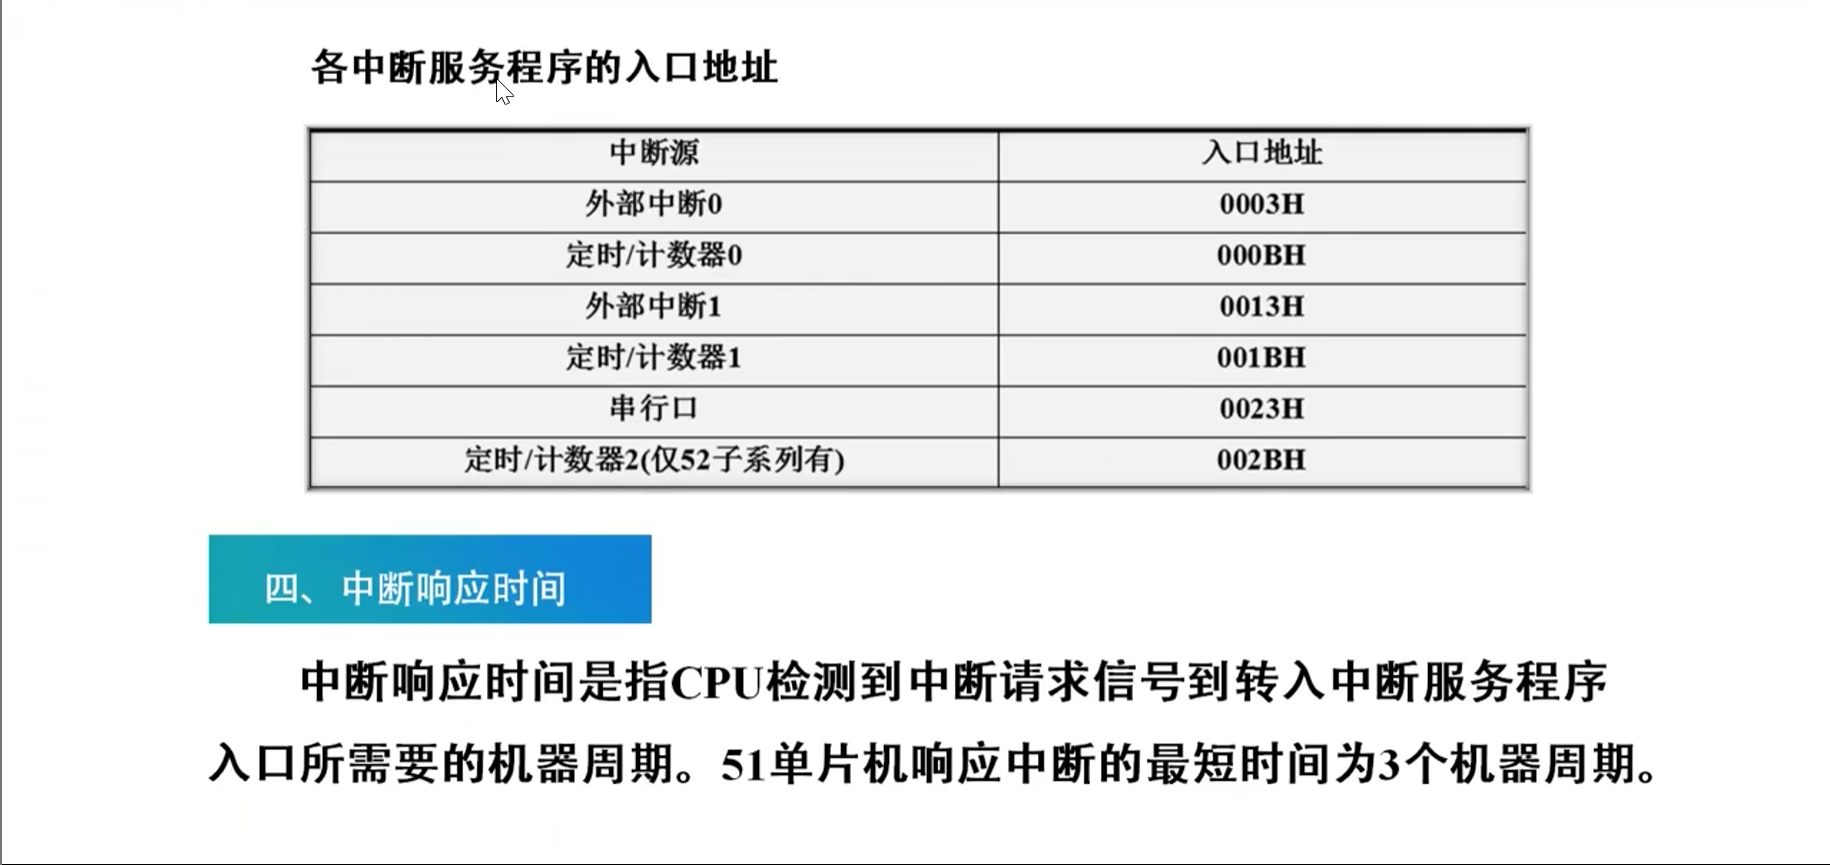 各中断服务程序的入口地址
中断源 入口地址
外部中断0 0003H
定时/计数器0 000BH
外部中断1 0013H
定时/计数器1 001BH
串行口 0023H
定时/计数器2(仅52子系列有) 002BH
四、中断响应时间
中断响应时间是指CPU检测到中断请求信号到转入中断服务程序
入口所需要的机器周期。51单片机响应中断的最短时间为3个机器周期。